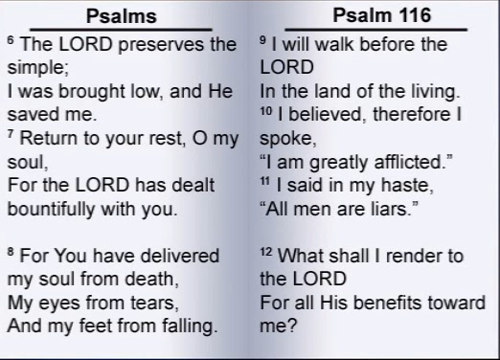 Psalms
⁶ The LORD preserves the
simple;
I was brought low, and He
saved me.
⁷ Return to your rest, O my
soul,
For the LORD has dealt
bountifully with you.
⁸ For You have delivered
my soul from death,
My eyes from tears,
And my feet from falling.
Psalm 116
⁹ I will walk before the
LORD
In the land of the living.
¹⁰ I believed, therefore I
spoke,
“I am greatly afflicted.”
¹¹ I said in my haste,
“All men are liars.”
¹² What shall I render to
the LORD
For all His benefits toward
me?